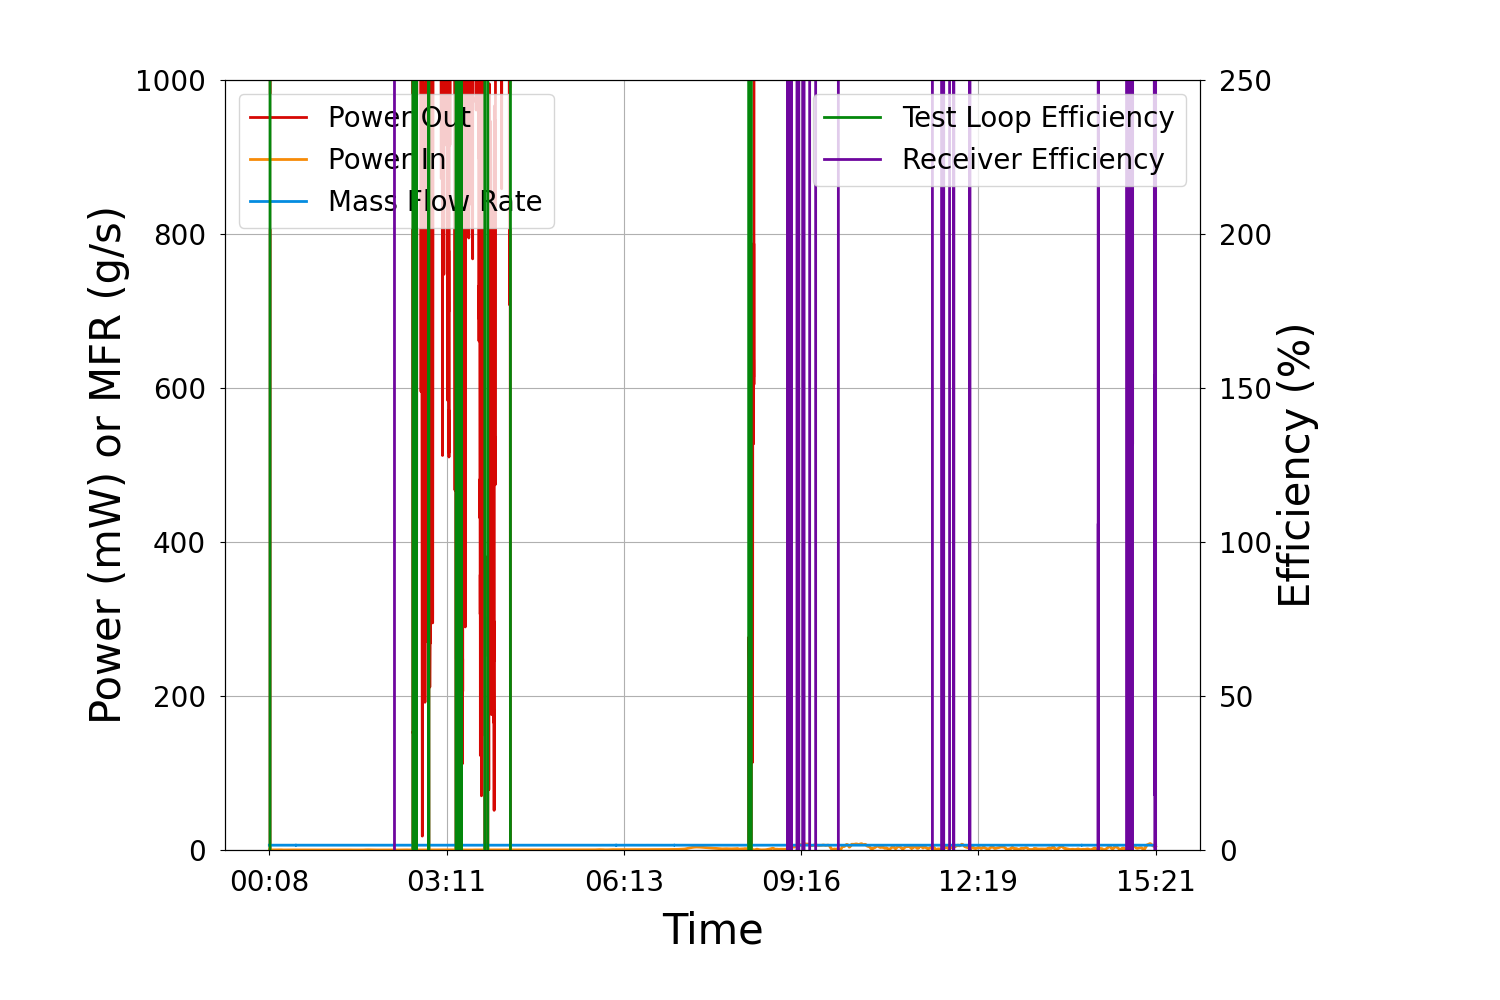 1000
800
600
400
200
0
Power (mW) or MFR (g/s)
Power Out
Power In
Mass Flow Rate
Test Loop Efficiency
Receiver Efficiency
250
200
150
100
50
0
Efficiency (%)
00:08 03:11 06:13 09:16 12:19 15:21
Time